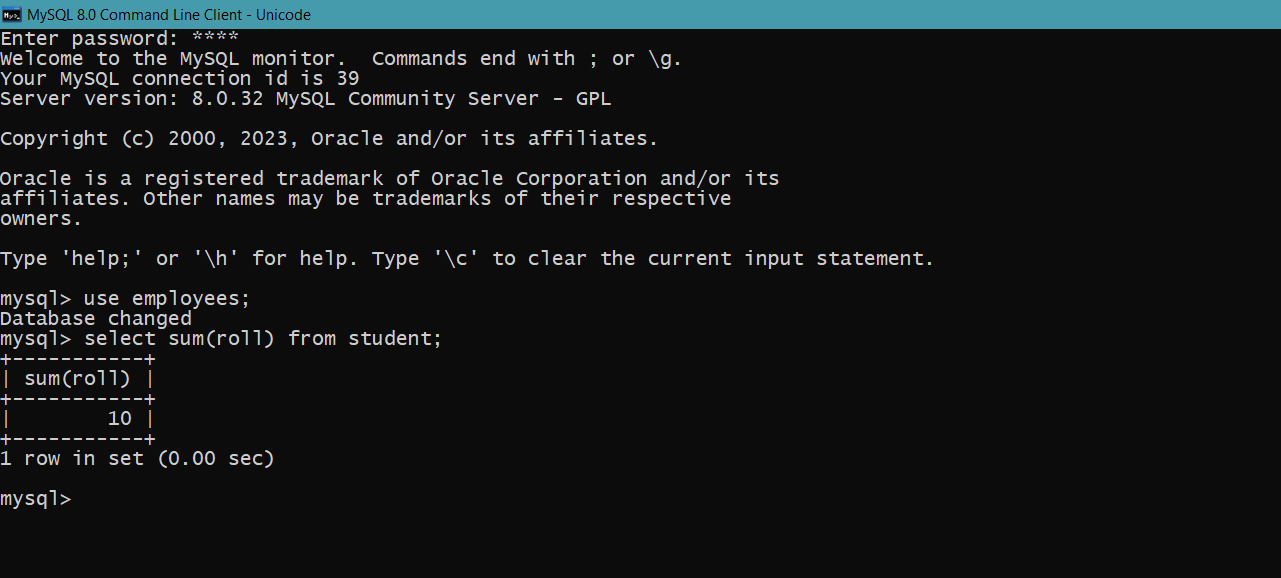 MySQL 8.0 Command Line Client - Unicode
Enter password: ****
Welcome to the MySQL monitor.  Commands end with ; or \g.
Your MySQL connection id is 39
Server version: 8.0.32 MySQL Community Server - GPL
Copyright (c) 2000, 2023, Oracle and/or its affiliates.
Oracle is a registered trademark of Oracle Corporation and/or its
affiliates. Other names may be trademarks of their respective
owners.
Type 'help;' or '\h' for help. Type '\c' to clear the current input statement.
mysql> use employees;
Database changed
mysql> select sum(roll) from student;
+-----------+
| sum(roll) |
+-----------+
|        10 |
+-----------+
1 row in set (0.00 sec)
mysql>